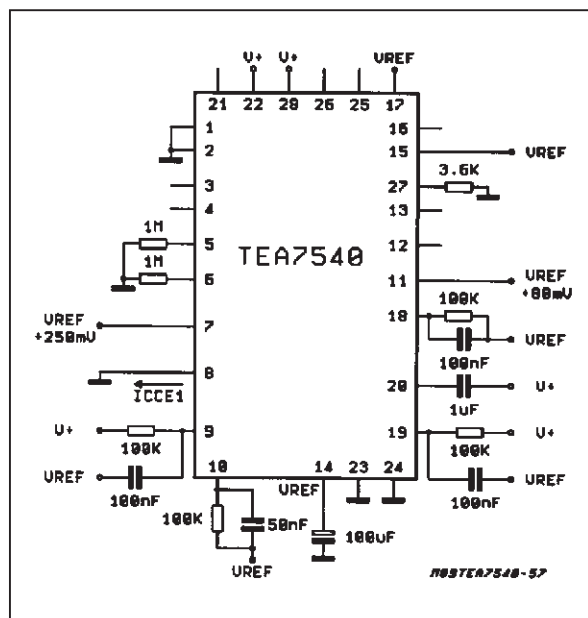 V+ V+ VREF
21 22 28 26 25 17
1 16
2 15 VREF
3 27 3.6K
4 13
1M
5 12
TEA7540
1M
6 11 VREF
+80mV
VREF 7 18 100K
+250mV
100nF VREF
8
ICCE1
20 1uF V+
V+ 100K 9 19 100K V+
VREF 100nF
100nF VREF
10 14 23 24
VREF
100K 50nF 100uF
VREF
M89TEA7540-57